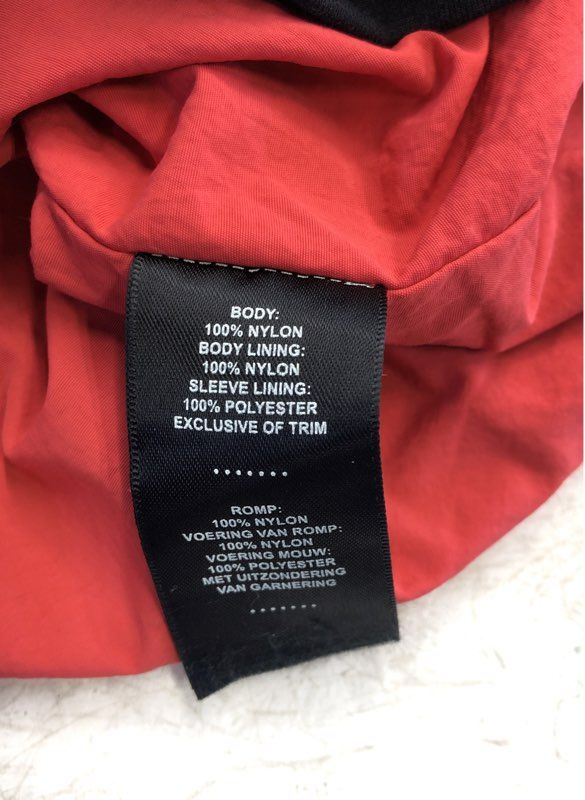 BODY:
100% NYLON
BODY LINING:
100% NYLON
SLEEVE LINING:
100% POLYESTER
EXCLUSIVE OF TRIM
........
ROMP:
100% NYLON
VOERING VAN ROMP:
100% NYLON
VOERING MOUW:
100% POLYESTER
MET UITZONDERING
VAN GARNERING
........